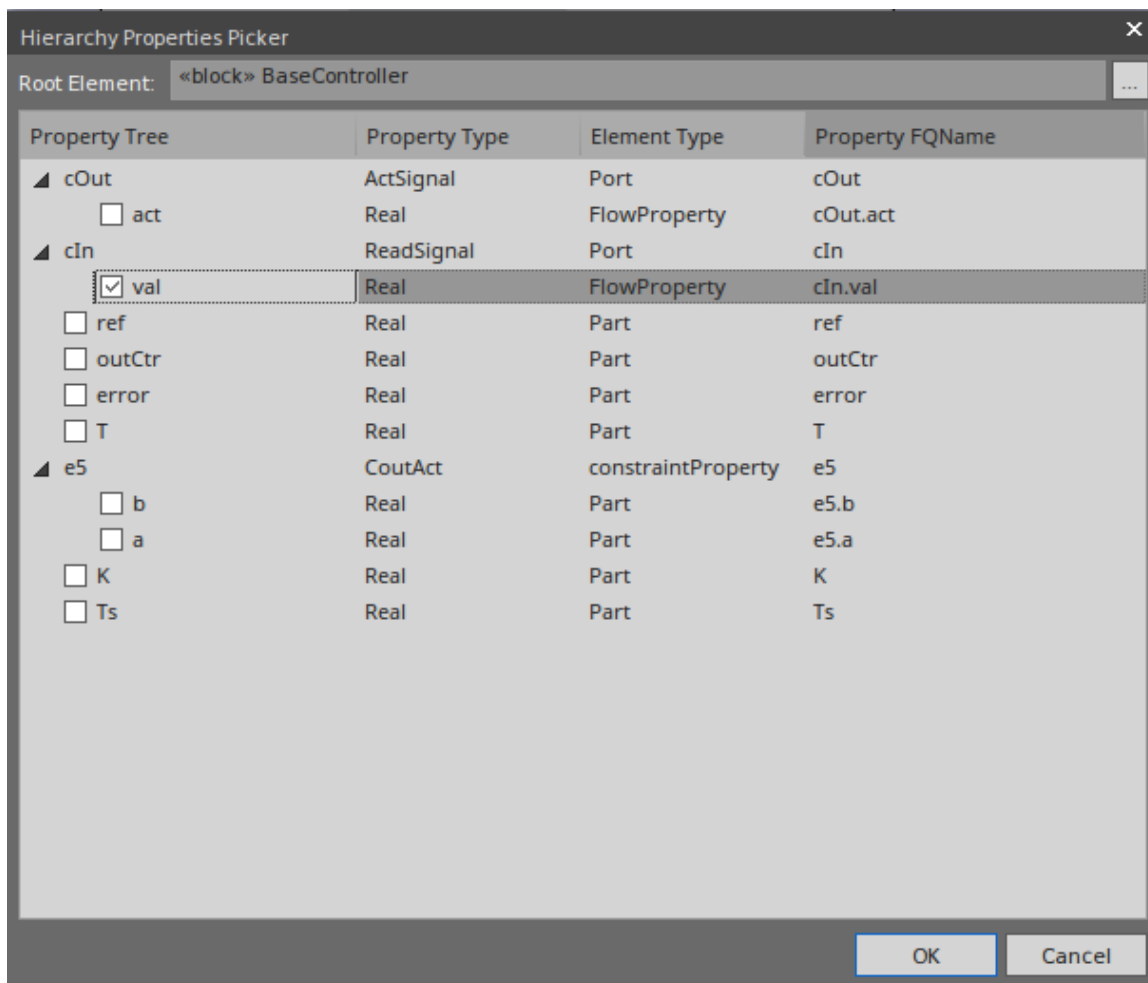 Hierarchy Properties Picker
Root Element: «block» BaseController ...
Property Tree Property Type Element Type Property FQName
cOut ActSignal Port cOut
act Real FlowProperty cOut.act
cIn ReadSignal Port cIn
val Real FlowProperty cIn.val
ref Real Part ref
outCtr Real Part outCtr
error Real Part error
T Real Part T
e5 CoutAct constraintProperty e5
b Real Part e5.b
a Real Part e5.a
K Real Part K
Ts Real Part Ts
OK Cancel